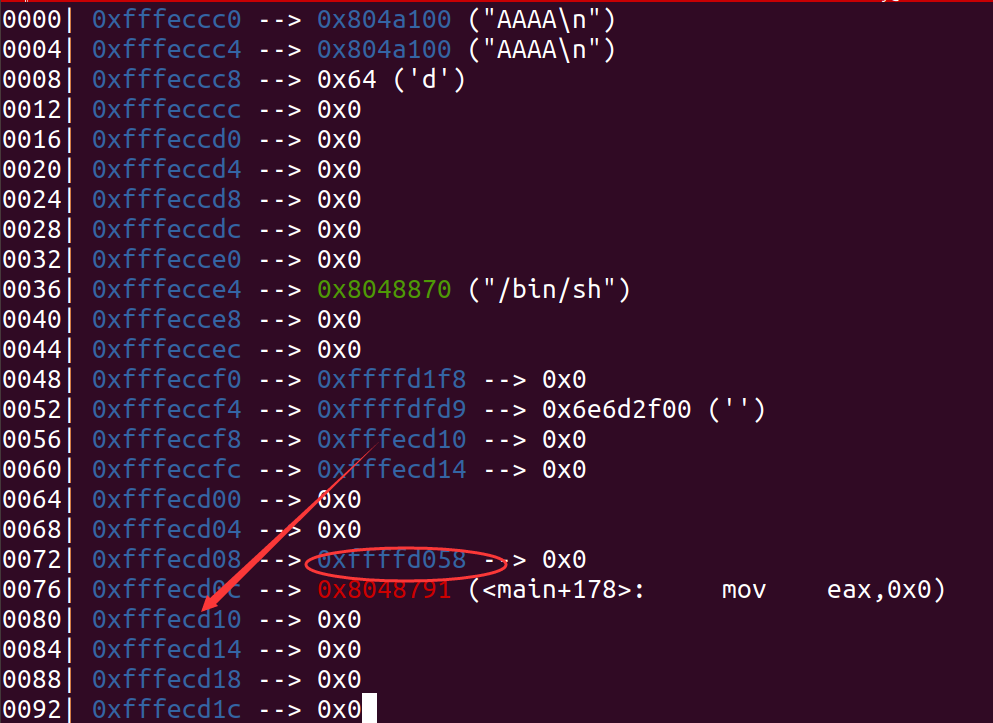 0000| 0xfffeccc0 --> 0x804a100 ("AAAA\n")
0004| 0xfffeccc4 --> 0x804a100 ("AAAA\n")
0008| 0xfffeccc8 --> 0x64 ('d')
0012| 0xfffecccc --> 0x0
0016| 0xfffeccd0 --> 0x0
0020| 0xfffeccd4 --> 0x0
0024| 0xfffeccd8 --> 0x0
0028| 0xfffeccdc --> 0x0
0032| 0xfffecce0 --> 0x0
0036| 0xfffecce4 --> 0x8048870 ("/bin/sh")
0040| 0xfffecce8 --> 0x0
0044| 0xfffeccec --> 0x0
0048| 0xfffeccf0 --> 0xffffd1f8 --> 0x0
0052| 0xfffeccf4 --> 0xffffdfd9 --> 0x6e6d2f00 ('')
0056| 0xfffeccf8 --> 0xfffecd10 --> 0x0
0060| 0xfffeccfc --> 0xfffecd14 --> 0x0
0064| 0xfffecd00 --> 0x0
0068| 0xfffecd04 --> 0x0
0072| 0xfffecd08 --> 0xffffd058 --> 0x0
0076| 0xfffecd0c --> 0x8048791 (<main+178>: mov eax,0x0)
0080| 0xfffecd10 --> 0x0
0084| 0xfffecd14 --> 0x0
0088| 0xfffecd18 --> 0x0
0092| 0xfffecd1c --> 0x0